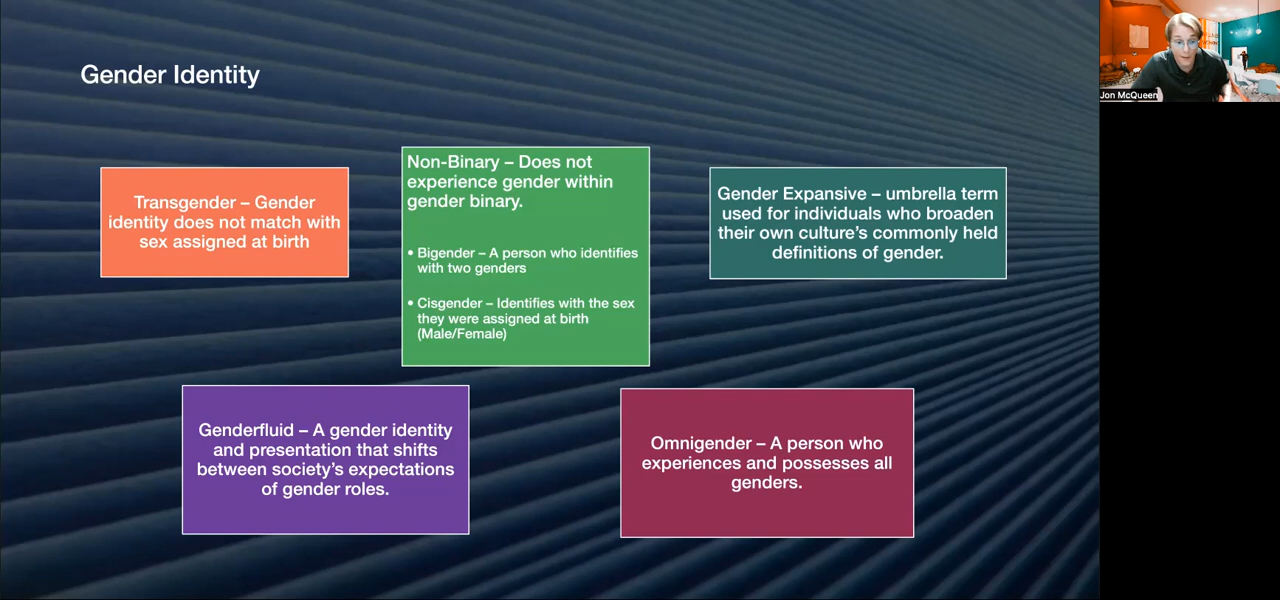 Gender Identity
Jon McQueen
Transgender – Gender
identity does not match with
sex assigned at birth
Non-Binary – Does not
experience gender within
gender binary.
• Bigender – A person who identifies
with two genders
• Cisgender – Identifies with the sex
they were assigned at birth
(Male/Female)
Gender Expansive – umbrella term
used for individuals who broaden
their own culture's commonly held
definitions of gender.
Genderfluid – A gender identity
and presentation that shifts
between society's expectations
of gender roles.
Omnigender – A person who
experiences and possesses all
genders.